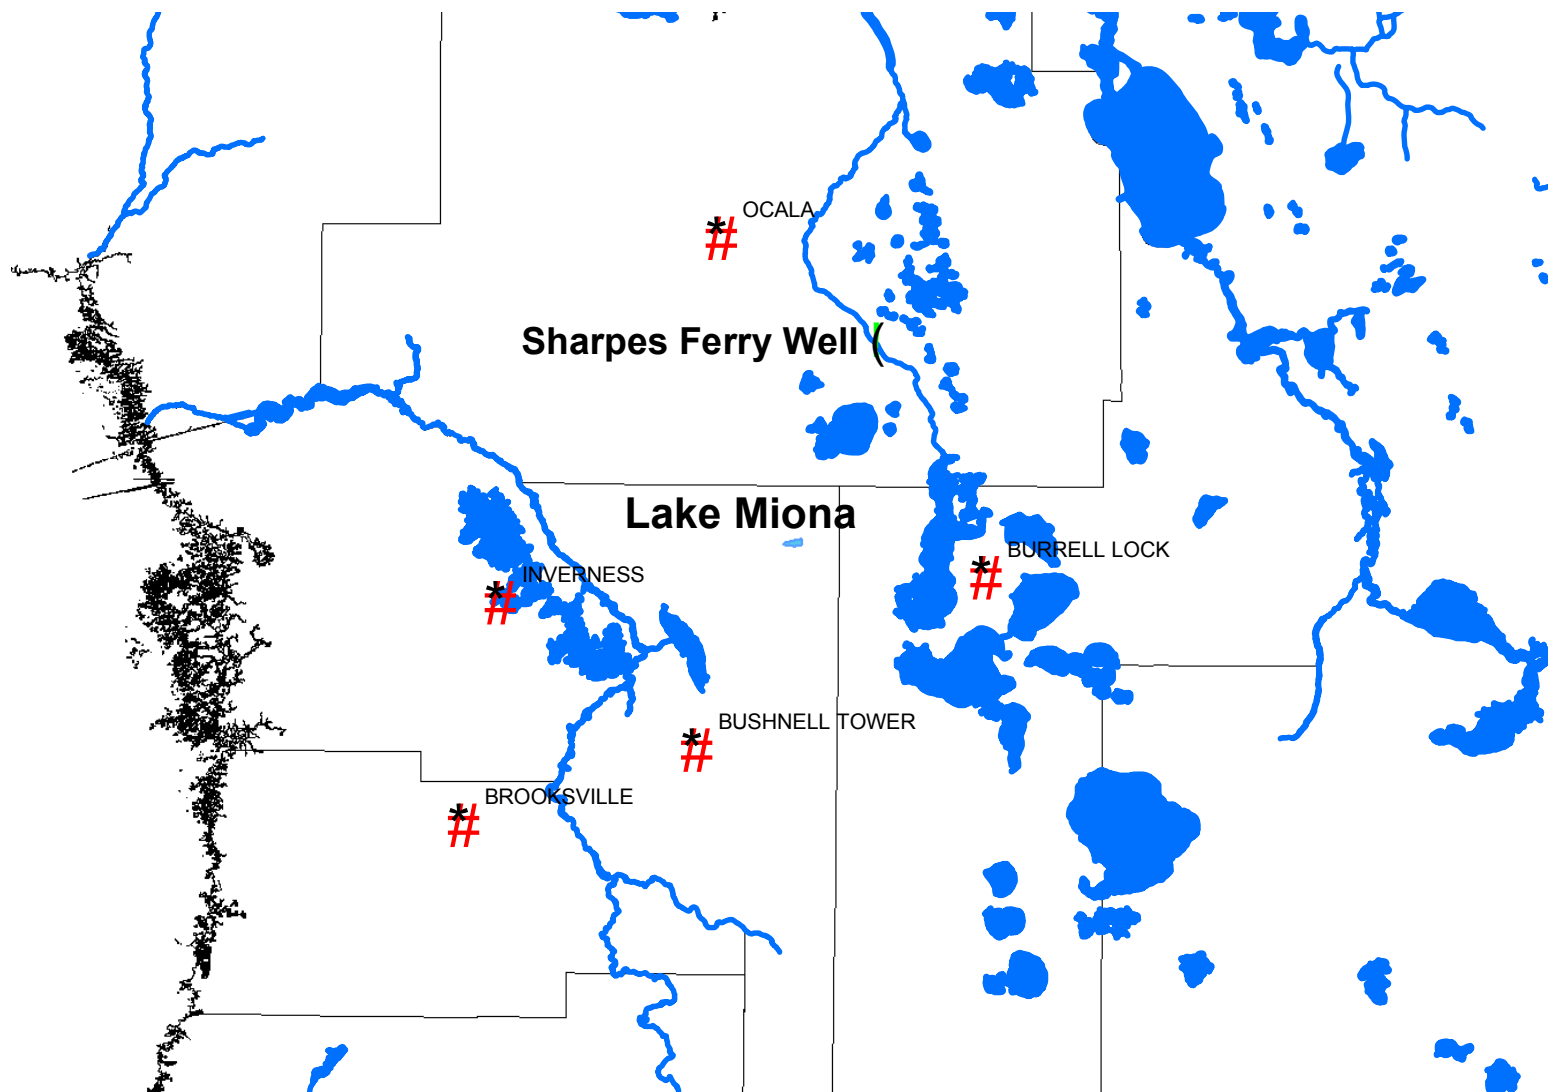 OCALA
*
#
Sharpes Ferry Well (
Lake Miona
BURRELL LOCK
*
#
INVERNESS
*
#
BUSHNELL TOWER
*
#
BROOKSVILLE
*
#